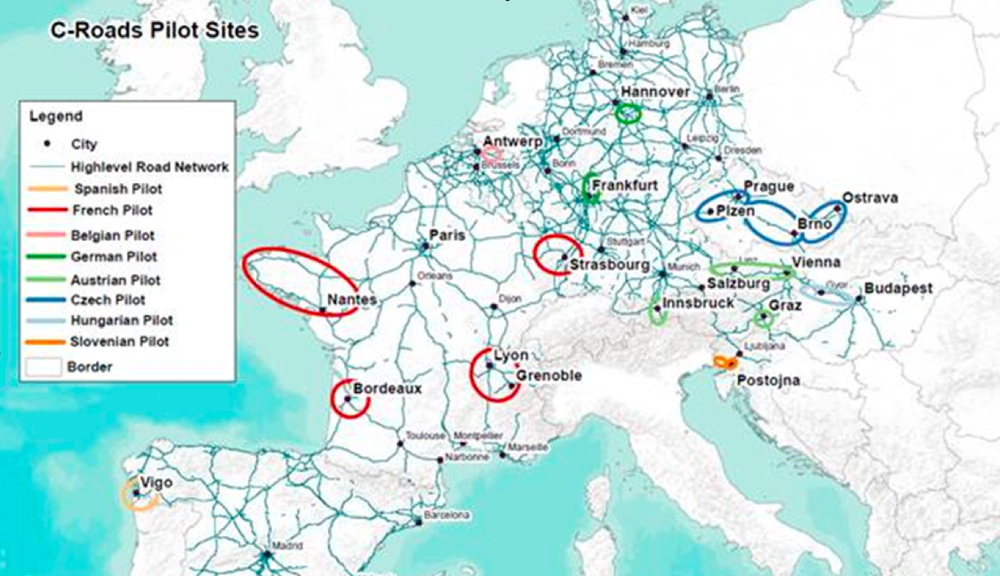 C-Roads Pilot Sites
Legend
City
Highlevel Road Network
Spanish Pilot
French Pilot
Belgian Pilot
German Pilot
Austrian Pilot
Czech Pilot
Hungarian Pilot
Slovenian Pilot
Border
Kiel
Hamburg
Bremen
Hannover
Berlin
Dortmund
Antwerp
Leipzig
Dresden
Brussels
Bonn
Frankfurt
Prague
Plzen
Ostrava
Brno
Paris
Stuttgart
Strasbourg
Munich
Linz
Vienna
Orleans
Salzburg
Gyor
Budapest
Nantes
Dijon
Innsbruck
Graz
Lyon
Ljubljana
Grenoble
Postojna
Bordeaux
Toulouse
Montpellier
Marseille
Narbonne
Vigo
Barcelona
Madrid